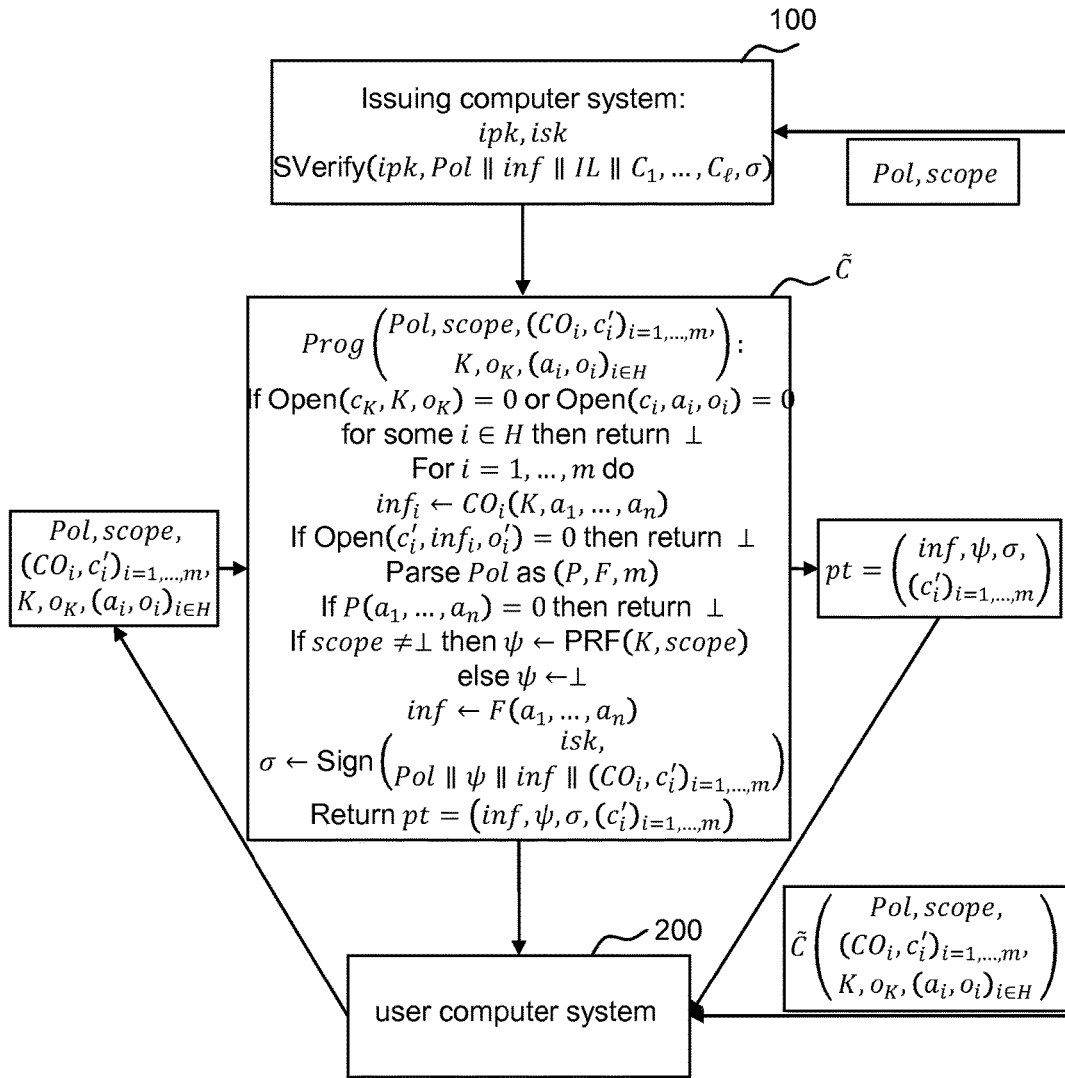 100
Issuing computer system:
ipk, isk
SVerify(ipk, Pol ∥ inf ∥ IL ∥ C₁, …, C_ℓ, σ)
Pol, scope
C̃
Prog ( Pol, scope, (CO_i, c′_i)_{i=1,…,m},
K, o_K, (a_i, o_i)_{i∈H} ) :
If Open(c_K, K, o_K) = 0 or Open(c_i, a_i, o_i) = 0
for some i ∈ H then return ⊥
For i = 1, …, m do
inf_i ← CO_i(K, a₁, …, a_n)
If Open(c′_i, inf_i, o′_i) = 0 then return ⊥
Parse Pol as (P, F, m)
If P(a₁, …, a_n) = 0 then return ⊥
If scope ≠⊥ then ψ ← PRF(K, scope)
else ψ ←⊥
inf ← F(a₁, …, a_n)
σ ← Sign ( isk,
Pol ∥ ψ ∥ inf ∥ (CO_i, c′_i)_{i=1,…,m} )
Return pt = (inf, ψ, σ, (c′_i)_{i=1,…,m})
Pol, scope,
(CO_i, c′_i)_{i=1,…,m},
K, o_K, (a_i, o_i)_{i∈H}
pt = ( inf, ψ, σ,
(c′_i)_{i=1,…,m} )
C̃ ( Pol, scope,
(CO_i, c′_i)_{i=1,…,m},
K, o_K, (a_i, o_i)_{i∈H} )
200
user computer system